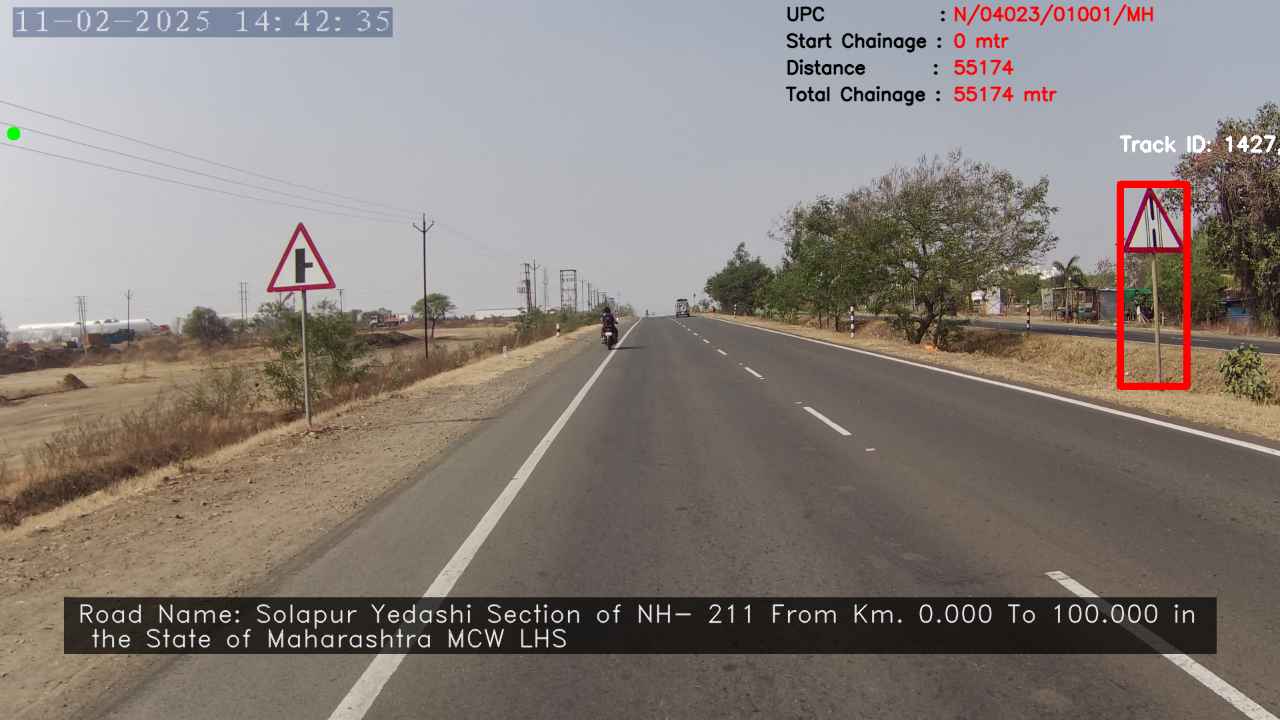 11-02-2025 14:42:35
UPC : N/04023/01001/MH
Start Chainage : 0 mtr
Distance : 55174
Total Chainage : 55174 mtr
Track ID: 1427,
Road Name: Solapur Yedashi Section of NH- 211 From Km. 0.000 To 100.000 in
the State of Maharashtra MCW LHS